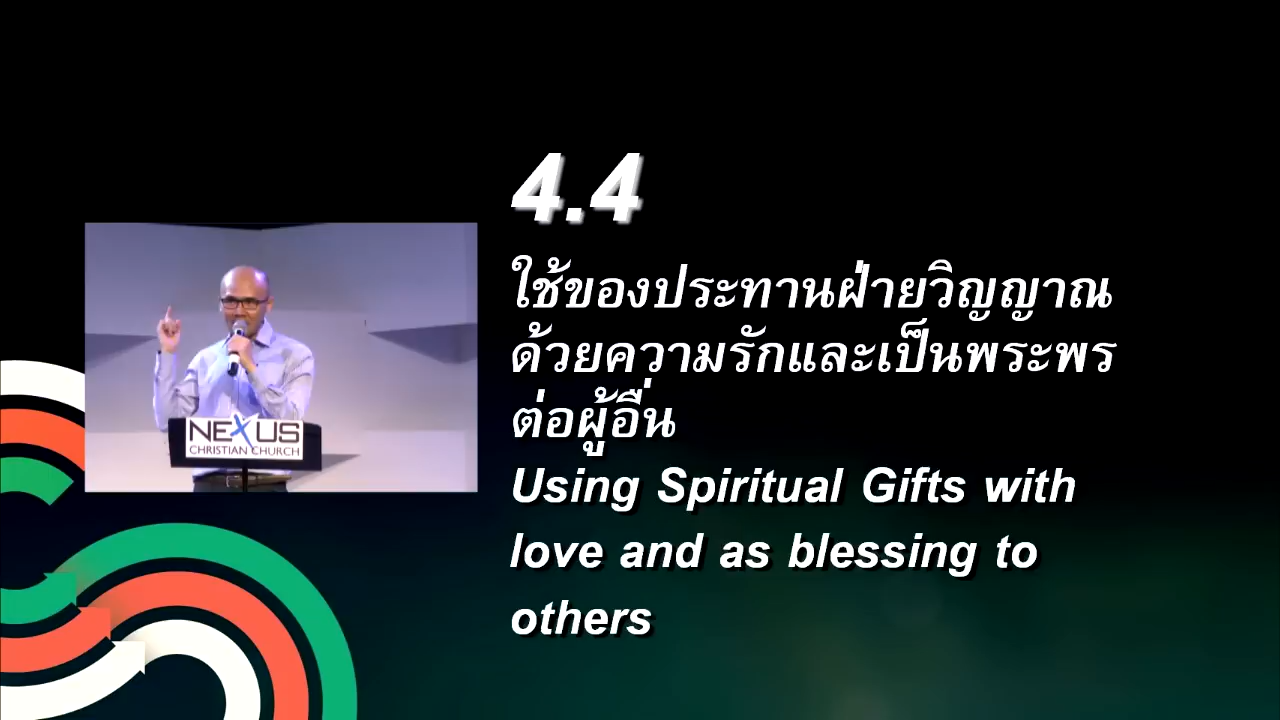 4.4
ใช้ของประทานฝ่ายวิญญาณ
ด้วยความรักและเป็นพระพร
ต่อผู้อื่น
Using Spiritual Gifts with
love and as blessing to
others
NEXUS
CHRISTIAN CHURCH